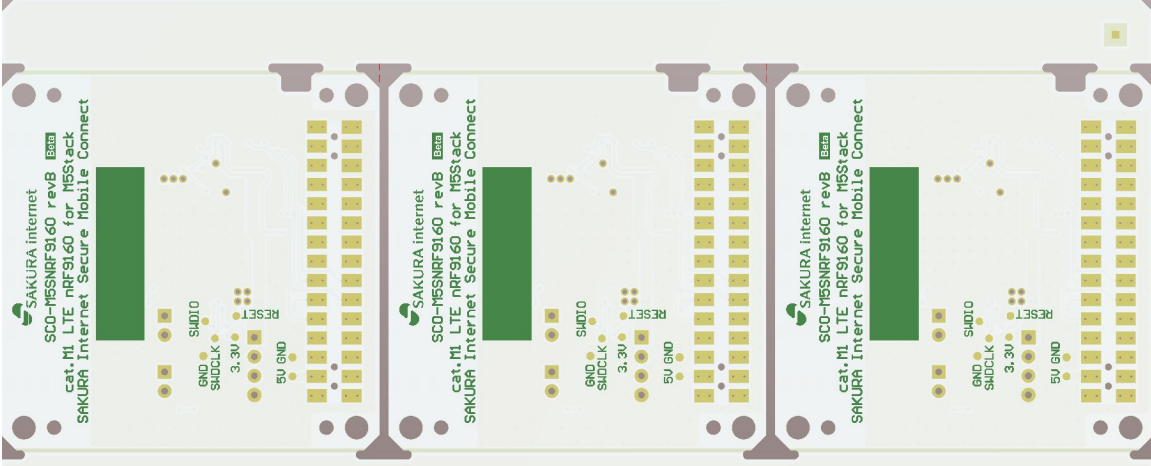 SAKURA internet
SCO-M5SNRF9160 revB Beta
cat.M1 LTE nRF9160 for M5Stack
SAKURA Internet Secure Mobile Connect
SWDIO
RESET
GND
SWDCLK
3.3V
5V GND
SAKURA internet
SCO-M5SNRF9160 revB Beta
cat.M1 LTE nRF9160 for M5Stack
SAKURA Internet Secure Mobile Connect
SWDIO
RESET
GND
SWDCLK
3.3V
5V GND
SAKURA internet
SCO-M5SNRF9160 revB Beta
cat.M1 LTE nRF9160 for M5Stack
SAKURA Internet Secure Mobile Connect
SWDIO
RESET
GND
SWDCLK
3.3V
5V GND